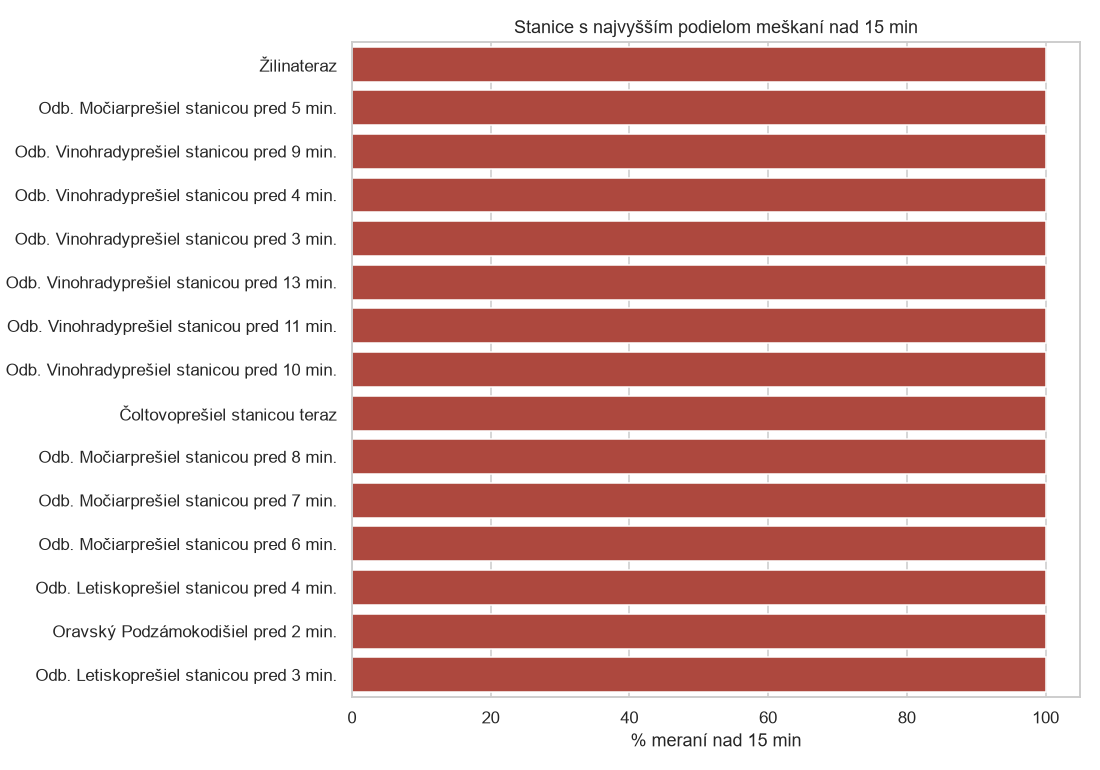 Stanice s najvyšším podielom meškaní nad 15 min
Žilinateraz
Odb. Močiarprešiel stanicou pred 5 min.
Odb. Vinohradyprešiel stanicou pred 9 min.
Odb. Vinohradyprešiel stanicou pred 4 min.
Odb. Vinohradyprešiel stanicou pred 3 min.
Odb. Vinohradyprešiel stanicou pred 13 min.
Odb. Vinohradyprešiel stanicou pred 11 min.
Odb. Vinohradyprešiel stanicou pred 10 min.
Čoltovoprešiel stanicou teraz
Odb. Močiarprešiel stanicou pred 8 min.
Odb. Močiarprešiel stanicou pred 7 min.
Odb. Močiarprešiel stanicou pred 6 min.
Odb. Letiskoprešiel stanicou pred 4 min.
Oravský Podzámokodišiel pred 2 min.
Odb. Letiskoprešiel stanicou pred 3 min.
0 20 40 60 80 100
% meraní nad 15 min